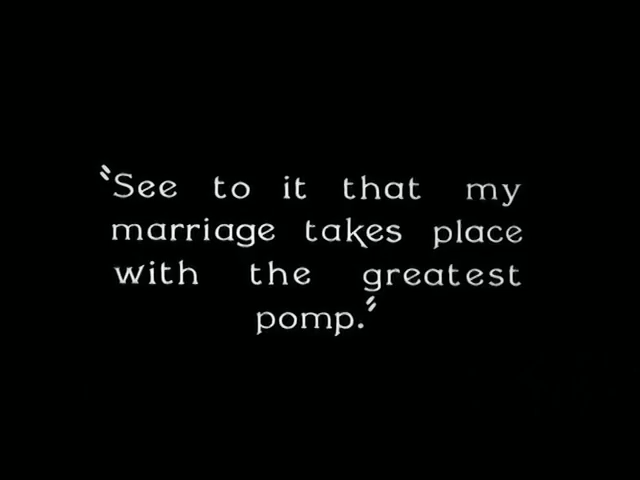 "See to it that my
marriage takes place
with the greatest
pomp."